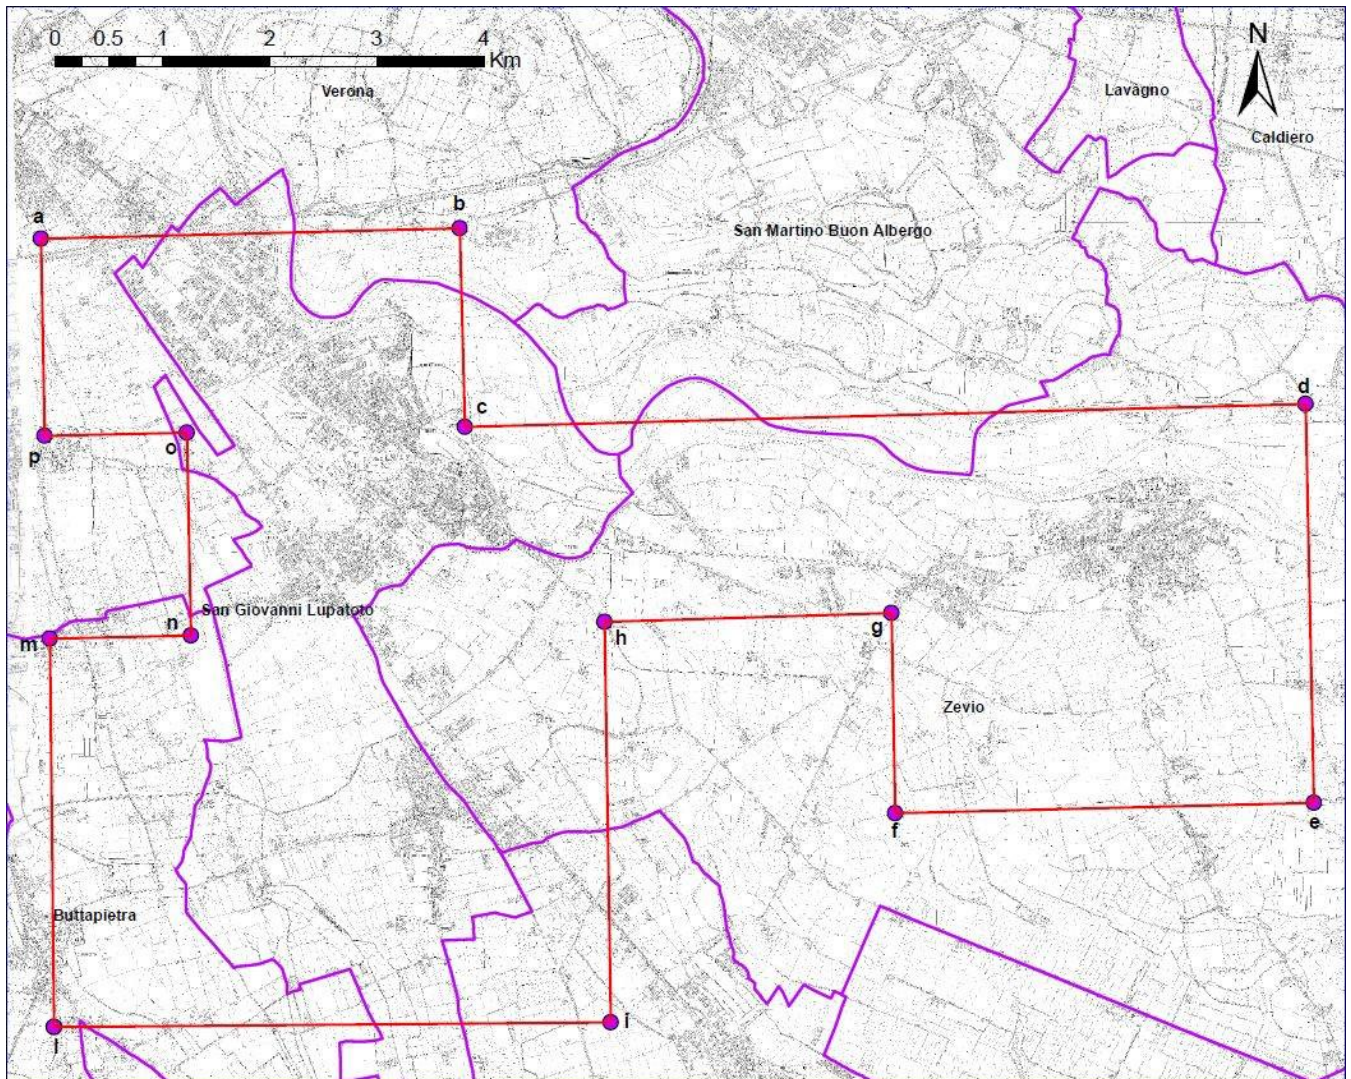 0 0.5 1 2 3 4
Km
N
Verona
Lavagno
Caldiero
a
b
San Martino Buon Albergo
d
c
o
p
San Giovanni Lupatoto
n
m
h
g
Zevio
f
e
Buttapietra
i
l